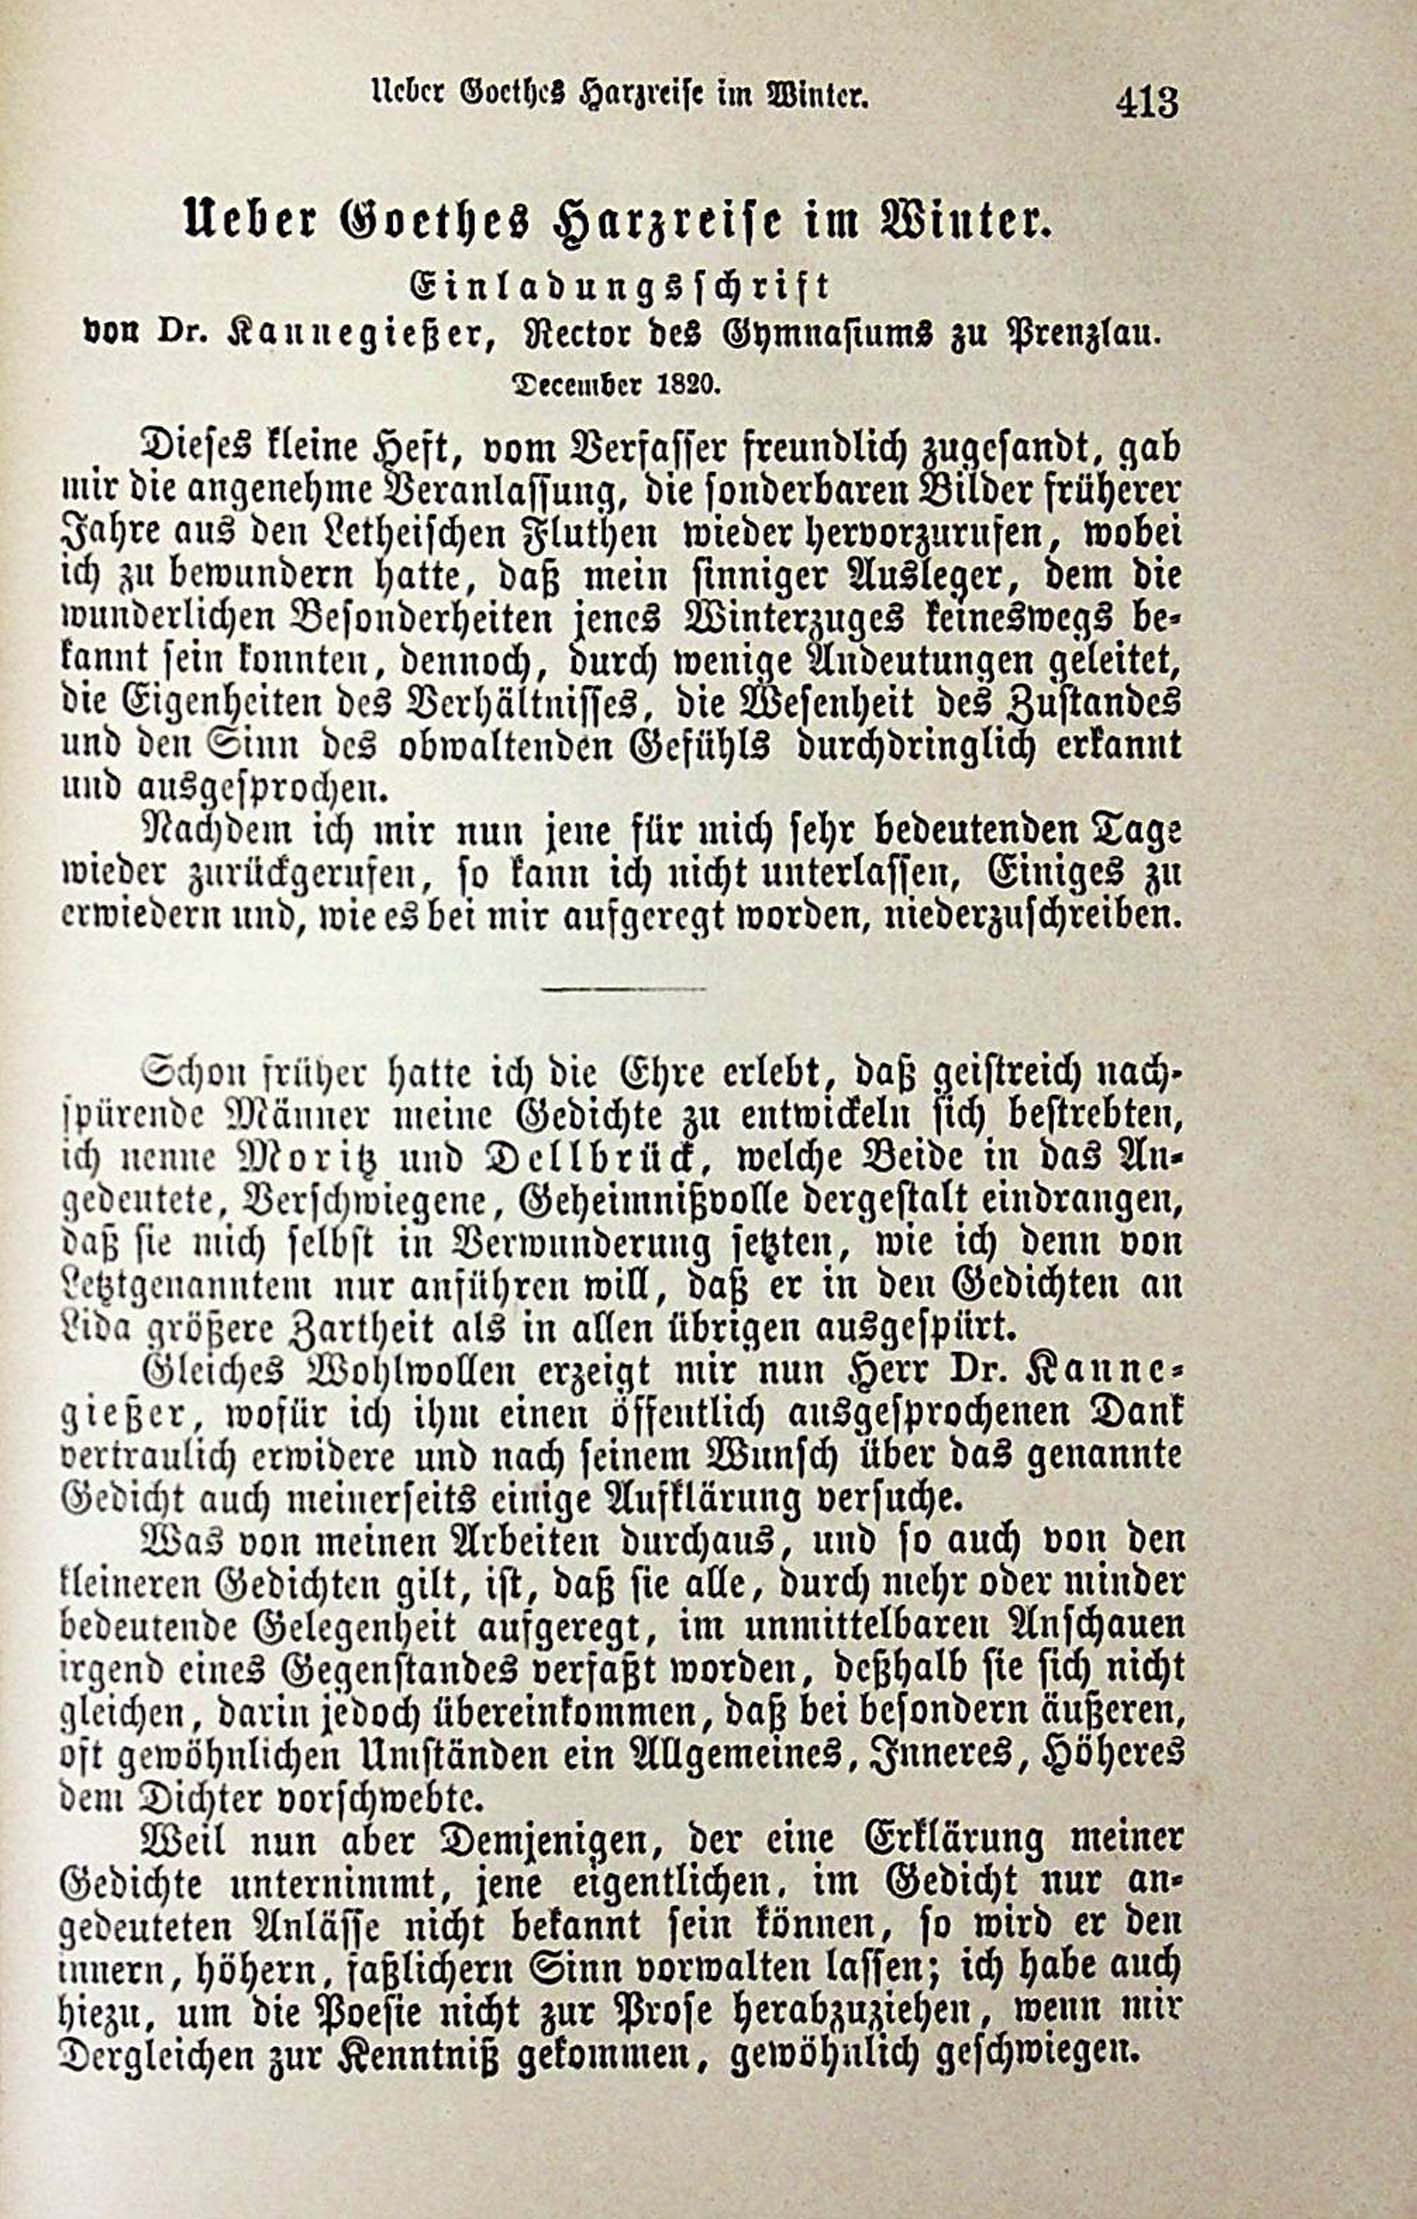 Ueber Goethes Harzreise im Winter. 413
Ueber Goethes Harzreise im Winter.
Einladungsschrift
von Dr. Kannegießer, Rector des Gymnasiums zu Prenzlau.
December 1820.
Dieses kleine Heft, vom Verfasser freundlich zugesandt, gab
mir die angenehme Veranlassung, die sonderbaren Bilder früherer
Jahre aus den Letheischen Fluthen wieder hervorzurufen, wobei
ich zu bewundern hatte, daß mein sinniger Ausleger, dem die
wunderlichen Besonderheiten jenes Winterzuges keineswegs be-
kannt sein konnten, dennoch, durch wenige Andeutungen geleitet,
die Eigenheiten des Verhältnisses, die Wesenheit des Zustandes
und den Sinn des obwaltenden Gefühls durchdringlich erkannt
und ausgesprochen.
Nachdem ich mir nun jene für mich sehr bedeutenden Tage
wieder zurückgerufen, so kann ich nicht unterlassen, Einiges zu
erwiedern und, wie es bei mir aufgeregt worden, niederzuschreiben.
Schon früher hatte ich die Ehre erlebt, daß geistreich nach-
spürende Männer meine Gedichte zu entwickeln sich bestrebten,
ich nenne Moritz und Dellbrück, welche Beide in das An-
gedeutete, Verschwiegene, Geheimnißvolle dergestalt eindrangen,
daß sie mich selbst in Verwunderung setzten, wie ich denn von
Letztgenanntem nur anführen will, daß er in den Gedichten an
Lida größere Zartheit als in allen übrigen ausgespürt.
Gleiches Wohlwollen erzeigt mir nun Herr Dr. Kanne-
gießer, wofür ich ihm einen öffentlich ausgesprochenen Dank
vertraulich erwidere und nach seinem Wunsch über das genannte
Gedicht auch meinerseits einige Aufklärung versuche.
Was von meinen Arbeiten durchaus, und so auch von den
kleineren Gedichten gilt, ist, daß sie alle, durch mehr oder minder
bedeutende Gelegenheit aufgeregt, im unmittelbaren Anschauen
irgend eines Gegenstandes verfaßt worden, deßhalb sie sich nicht
gleichen, darin jedoch übereinkommen, daß bei besondern äußeren,
oft gewöhnlichen Umständen ein Allgemeines, Inneres, Höheres
dem Dichter vorschwebte.
Weil nun aber Demjenigen, der eine Erklärung meiner
Gedichte unternimmt, jene eigentlichen, im Gedicht nur an-
gedeuteten Anlässe nicht bekannt sein können, so wird er den
innern, höhern, faßlichern Sinn vorwalten lassen; ich habe auch
hiezu, um die Poesie nicht zur Prose herabzuziehen, wenn mir
Dergleichen zur Kenntniß gekommen, gewöhnlich geschwiegen.